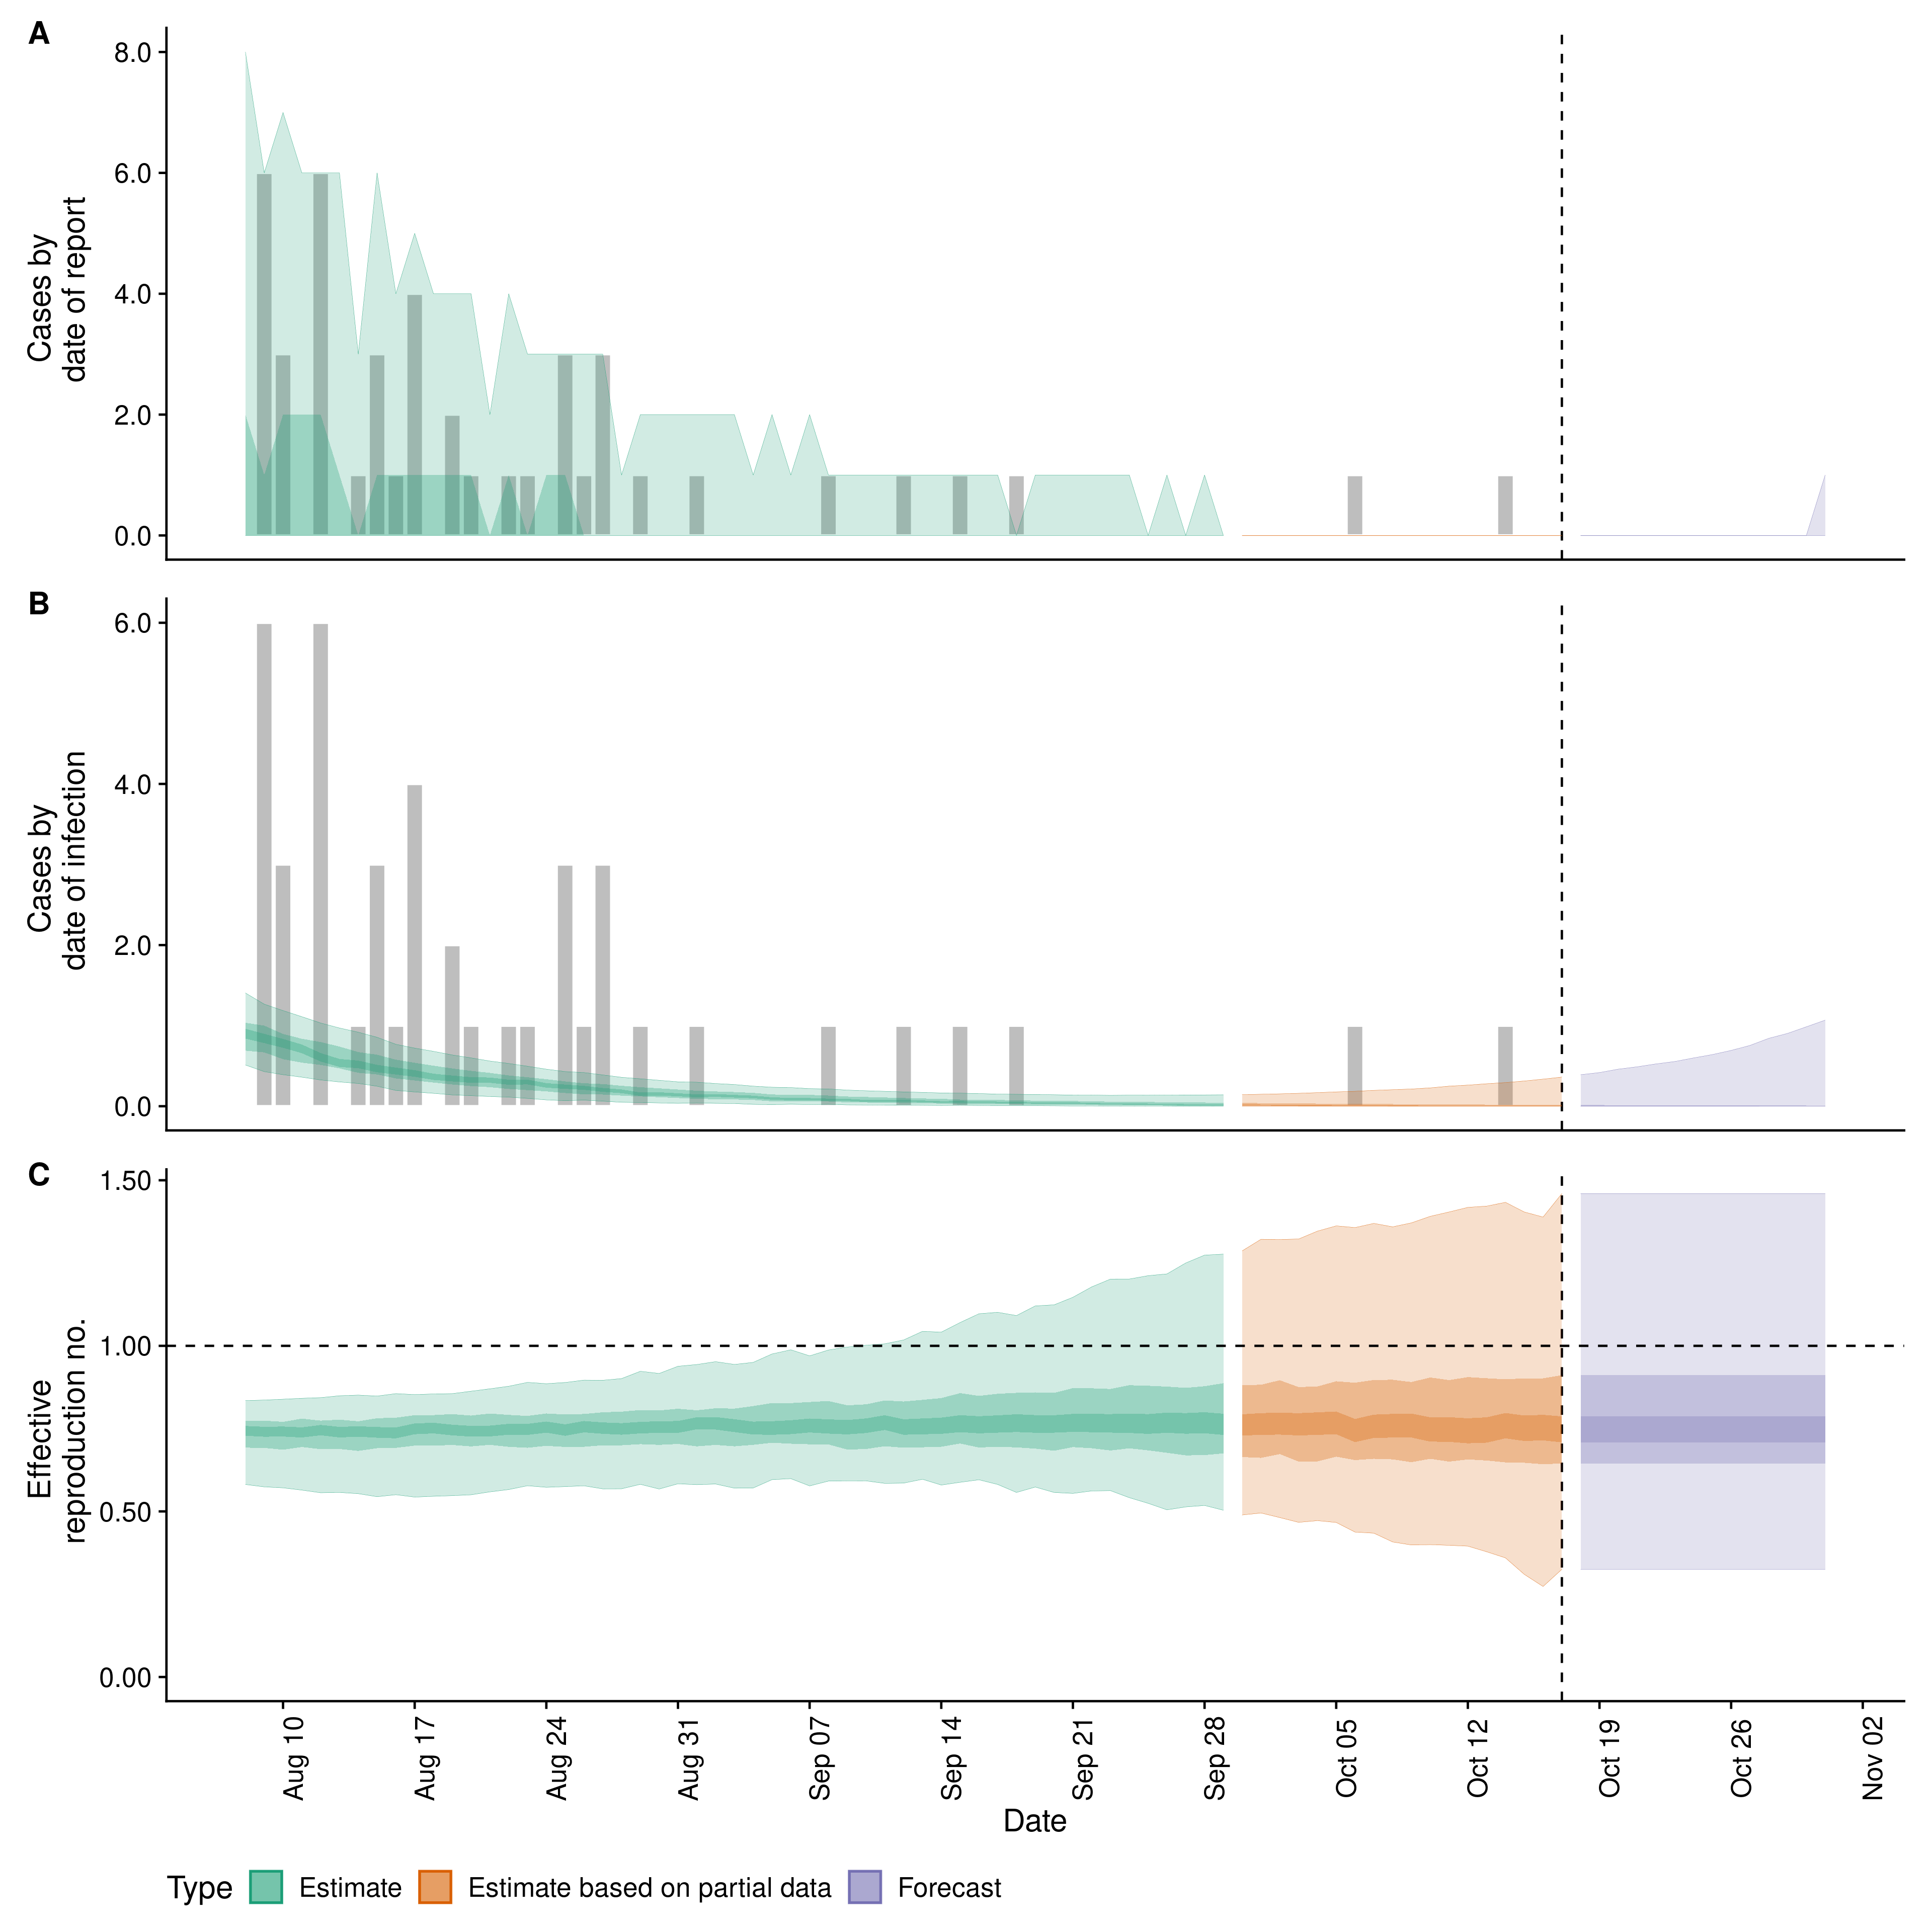 A
8.0
6.0
4.0
2.0
0.0
Cases by
date of report
B
6.0
4.0
2.0
0.0
Cases by
date of infection
C
1.50
1.00
0.50
0.00
Effective
reproduction no.
Aug 10
Aug 17
Aug 24
Aug 31
Sep 07
Sep 14
Sep 21
Sep 28
Oct 05
Oct 12
Oct 19
Oct 26
Nov 02
Date
Type Estimate Estimate based on partial data Forecast